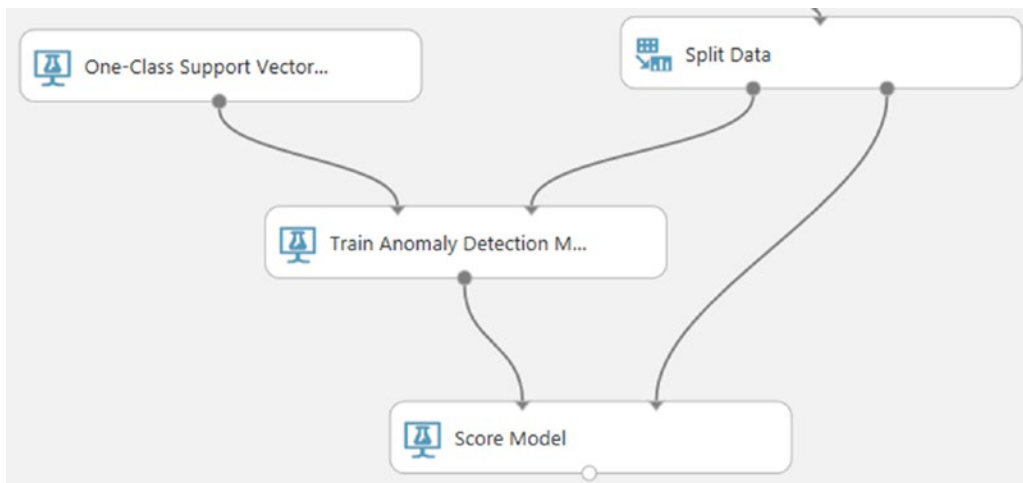 One-Class Support Vector...
Split Data
Train Anomaly Detection M...
Score Model